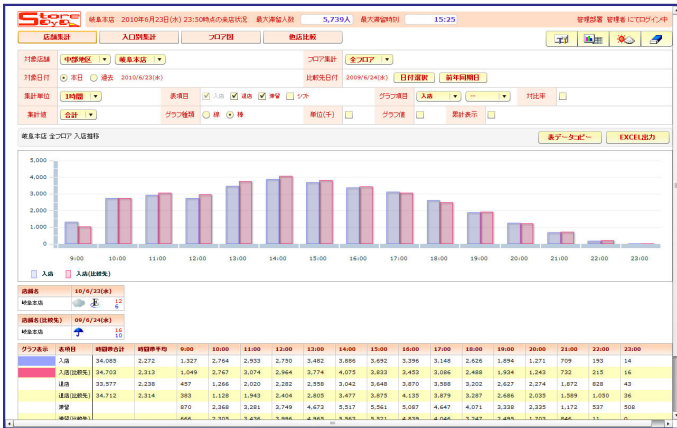 Store
岐阜本店 2010年6月23日(水) 23:50時点の来店状況 最大滞留人数 5,739人 最大滞留時刻 15:25 管理部署 管理者 にてログイン中
店舗集計 入口別集計 フロア図 他店比較
対象店舗 中部地区 岐阜本店 フロア集計 全フロア
対象日付 本日 過去 2010/6/23(水) 比較先日付 2009/6/24(水) 日付選択 前年同期日
集計単位 1時間 表項目 入店 退店 滞留 シフト グラフ項目 入店 -- 対比率
集計値 合計 グラフ種類 線 棒 単位(千) グラフ値 累計表示
岐阜本店 全フロア 入店推移 表データコピー EXCEL出力
5,000
4,000
3,000
2,000
1,000
0
9:00 10:00 11:00 12:00 13:00 14:00 15:00 16:00 17:00 18:00 19:00 20:00 21:00 22:00 23:00
入店 入店(比較先)
店舗名 10/6/23(水)
岐阜本店 12 6
店舗名(比較先) 09/6/24(水)
岐阜本店 16 10
グラフ表示 表項目 時間帯合計 時間帯平均 9:00 10:00 11:00 12:00 13:00 14:00 15:00 16:00 17:00 18:00 19:00 20:00 21:00 22:00 23:00
入店 34,085 2,272 1,327 2,764 2,933 2,750 3,482 3,886 3,692 3,396 3,148 2,626 1,894 1,271 709 193 14
入店(比較先) 34,703 2,313 1,049 2,767 3,074 2,964 3,774 4,075 3,833 3,453 3,086 2,488 1,934 1,243 732 215 16
退店 33,577 2,238 457 1,266 2,020 2,282 2,558 3,042 3,648 3,870 3,588 3,202 2,627 2,274 1,872 828 43
退店(比較先) 34,712 2,314 383 1,128 1,943 2,404 2,805 3,477 3,875 4,135 3,879 3,287 2,686 2,035 1,589 1,050 36
滞留 870 2,368 3,281 3,749 4,673 5,517 5,561 5,087 4,647 4,071 3,338 2,335 1,172 537 508